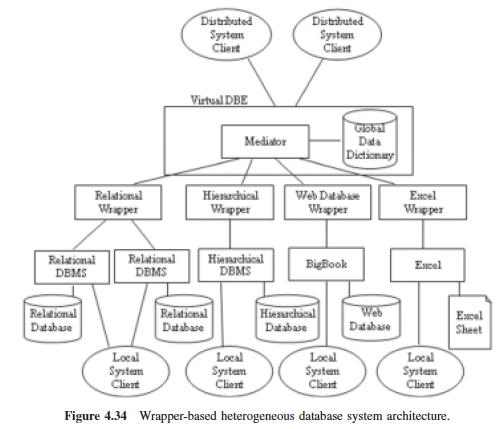 Distributed
System
Client
Distributed
System
Client
Virtual DBE
Mediator
Global
Data
Dictionary
Relational
Wrapper
Hierarchical
Wrapper
Web Database
Wrapper
Excel
Wrapper
Relational
DBMS
Relational
DBMS
Hierarchical
DBMS
BigBook
Excel
Relational
Database
Relational
Database
Hierarchical
Database
Web
Database
Excel
Sheet
Local
System
Client
Local
System
Client
Local
System
Client
Local
System
Client
Figure 4.34 Wrapper-based heterogeneous database system architecture.